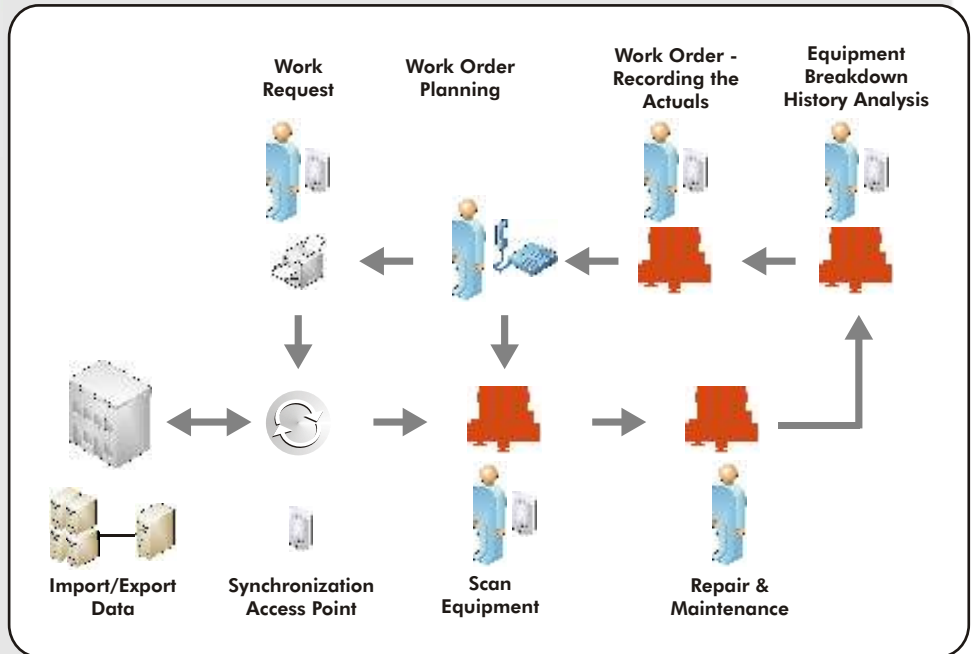 Work
Request
Work Order
Planning
Work Order -
Recording the
Actuals
Equipment
Breakdown
History Analysis
Import/Export
Data
Synchronization
Access Point
Scan
Equipment
Repair &
Maintenance